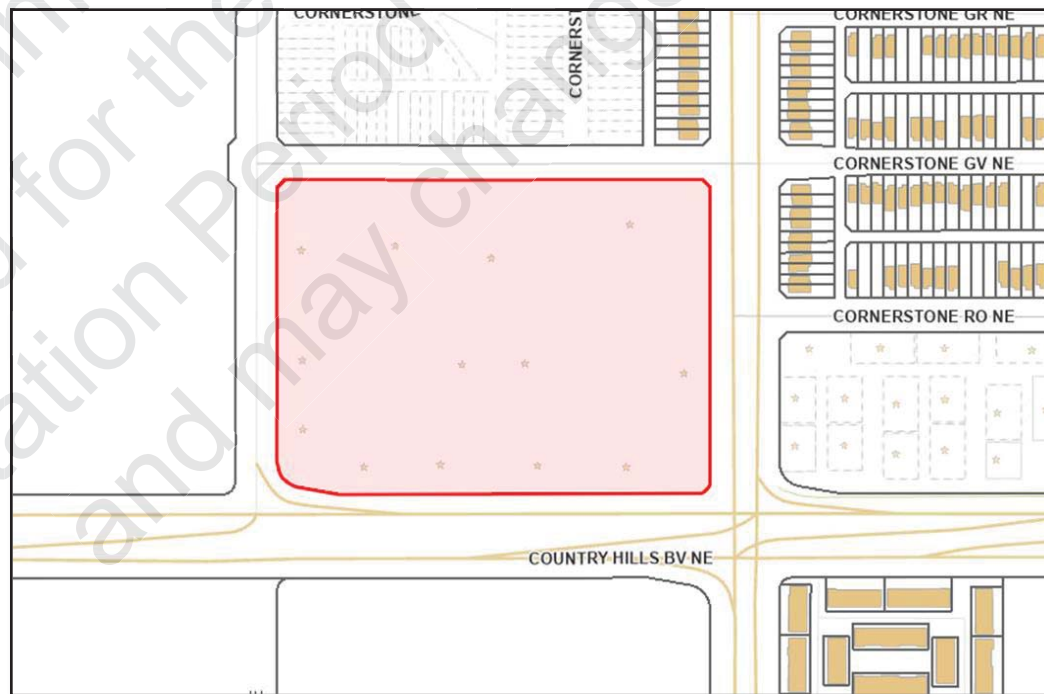 CORNERSTONE
CORNERST
CORNERSTONE GR NE
CORNERSTONE GV NE
CORNERSTONE RO NE
COUNTRY HILLS BV NE
for the
tation Period
and may change